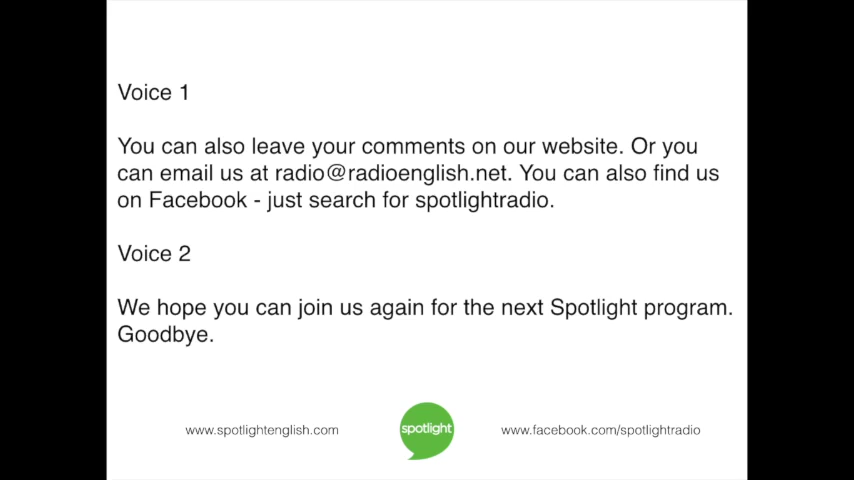 Voice 1
You can also leave your comments on our website. Or you
can email us at radio@radioenglish.net. You can also find us
on Facebook - just search for spotlightradio.
Voice 2
We hope you can join us again for the next Spotlight program.
Goodbye.
www.spotlightenglish.com
spotlight
www.facebook.com/spotlightradio